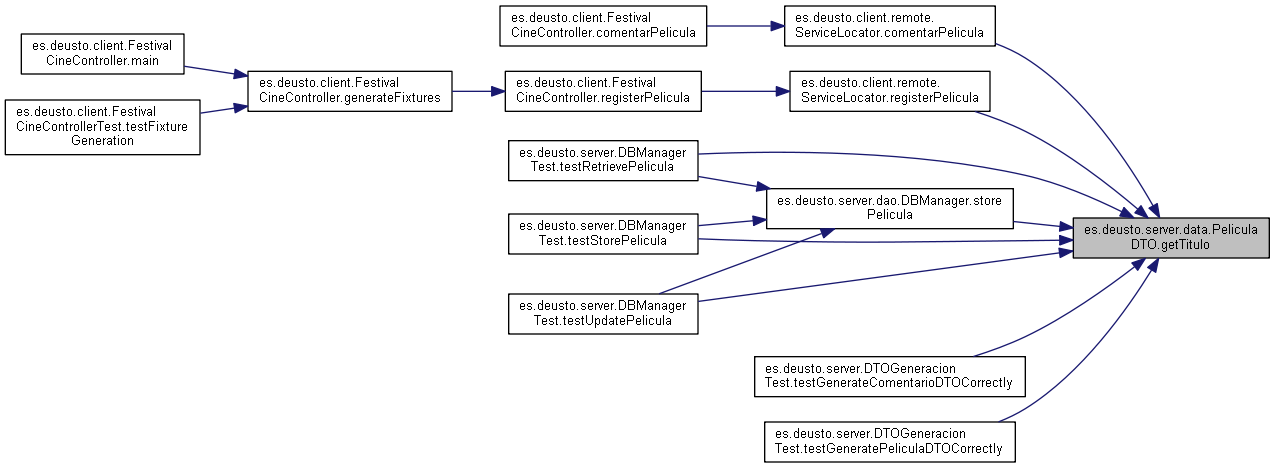 es.deusto.client.Festival
CineController.main
es.deusto.client.Festival
CineControllerTest.testFixture
Generation
es.deusto.client.Festival
CineController.generateFixtures
es.deusto.client.Festival
CineController.comentarPelicula
es.deusto.client.Festival
CineController.registerPelicula
es.deusto.server.DBManager
Test.testRetrievePelicula
es.deusto.server.DBManager
Test.testStorePelicula
es.deusto.server.DBManager
Test.testUpdatePelicula
es.deusto.client.remote.
ServiceLocator.comentarPelicula
es.deusto.client.remote.
ServiceLocator.registerPelicula
es.deusto.server.dao.DBManager.store
Pelicula
es.deusto.server.DTOGeneracion
Test.testGenerateComentarioDTOCorrectly
es.deusto.server.DTOGeneracion
Test.testGeneratePeliculaDTOCorrectly
es.deusto.server.data.Pelicula
DTO.getTitulo